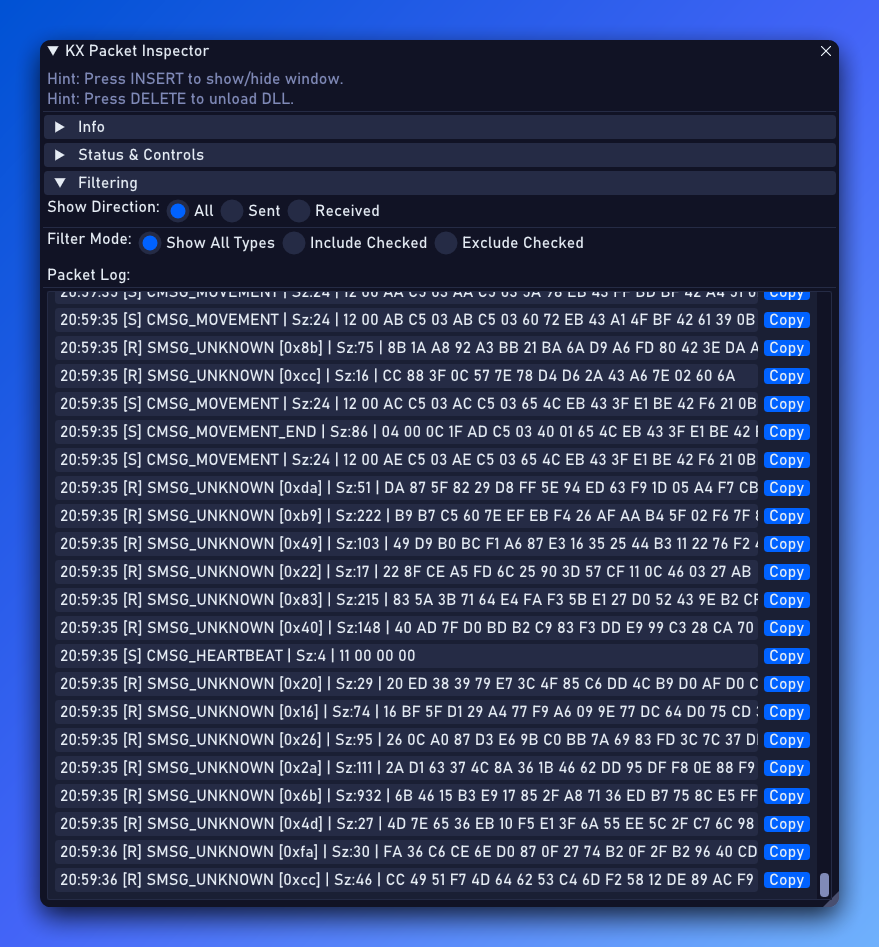 KX Packet Inspector
Hint: Press INSERT to show/hide window.
Hint: Press DELETE to unload DLL.
Info
Status & Controls
Filtering
Show Direction: All Sent Received
Filter Mode: Show All Types Include Checked Exclude Checked
Packet Log:
20:59:35 [S] CMSG_MOVEMENT | Sz:24 | 12 00 AA C5 03 AA C5 03 5A 98 EB 43 FF BD BF 42 A4 51 Copy
20:59:35 [S] CMSG_MOVEMENT | Sz:24 | 12 00 AB C5 03 AB C5 03 60 72 EB 43 A1 4F BF 42 61 39 0B Copy
20:59:35 [R] SMSG_UNKNOWN [0x8b] | Sz:75 | 8B 1A A8 92 A3 BB 21 BA 6A D9 A6 FD 80 42 3E DA Copy
20:59:35 [R] SMSG_UNKNOWN [0xcc] | Sz:16 | CC 88 3F 0C 57 7E 78 D4 D6 2A 43 A6 7E 02 60 6A Copy
20:59:35 [S] CMSG_MOVEMENT | Sz:24 | 12 00 AC C5 03 AC C5 03 65 4C EB 43 3F E1 BE 42 F6 21 0B Copy
20:59:35 [S] CMSG_MOVEMENT_END | Sz:86 | 04 00 0C 1F AD C5 03 40 01 65 4C EB 43 3F E1 BE 42 Copy
20:59:35 [S] CMSG_MOVEMENT | Sz:24 | 12 00 AE C5 03 AE C5 03 65 4C EB 43 3F E1 BE 42 F6 21 0B Copy
20:59:35 [R] SMSG_UNKNOWN [0xda] | Sz:51 | DA 87 5F 82 29 D8 FF 5E 94 ED 63 F9 1D 05 A4 F7 CB Copy
20:59:35 [R] SMSG_UNKNOWN [0xb9] | Sz:222 | B9 B7 C5 60 7E EF EB F4 26 AF AA B4 5F 02 F6 7F Copy
20:59:35 [R] SMSG_UNKNOWN [0x49] | Sz:103 | 49 D9 B0 BC F1 A6 87 E3 16 35 25 44 B3 11 22 76 F2 Copy
20:59:35 [R] SMSG_UNKNOWN [0x22] | Sz:17 | 22 8F CE A5 FD 6C 25 90 3D 57 CF 11 0C 46 03 27 AB Copy
20:59:35 [R] SMSG_UNKNOWN [0x83] | Sz:215 | 83 5A 3B 71 64 E4 FA F3 5B E1 27 D0 52 43 9E B2 Copy
20:59:35 [R] SMSG_UNKNOWN [0x40] | Sz:148 | 40 AD 7F D0 BD B2 C9 83 F3 DD E9 99 C3 28 CA 70 Copy
20:59:35 [S] CMSG_HEARTBEAT | Sz:4 | 11 00 00 00 Copy
20:59:35 [R] SMSG_UNKNOWN [0x20] | Sz:29 | 20 ED 38 39 79 E7 3C 4F 85 C6 DD 4C B9 D0 AF D0 Copy
20:59:35 [R] SMSG_UNKNOWN [0x16] | Sz:74 | 16 BF 5F D1 29 A4 77 F9 A6 09 9E 77 DC 64 D0 75 CD Copy
20:59:35 [R] SMSG_UNKNOWN [0x26] | Sz:95 | 26 0C A0 87 D3 E6 9B C0 BB 7A 69 83 FD 3C 7C 37 Copy
20:59:35 [R] SMSG_UNKNOWN [0x2a] | Sz:111 | 2A D1 63 37 4C 8A 36 1B 46 62 DD 95 DF F8 0E 88 F9 Copy
20:59:35 [R] SMSG_UNKNOWN [0x6b] | Sz:932 | 6B 46 15 B3 E9 17 85 2F A8 71 36 ED B7 75 8C E5 FF Copy
20:59:35 [R] SMSG_UNKNOWN [0x4d] | Sz:27 | 4D 7E 65 36 EB 10 F5 E1 3F 6A 55 EE 5C 2F C7 6C 98 Copy
20:59:36 [R] SMSG_UNKNOWN [0xfa] | Sz:30 | FA 36 C6 CE 6E D0 87 0F 27 74 B2 0F 2F B2 96 40 CD Copy
20:59:36 [R] SMSG_UNKNOWN [0xcc] | Sz:46 | CC 49 51 F7 4D 64 62 53 C4 6D F2 58 12 DE 89 AC F9 Copy